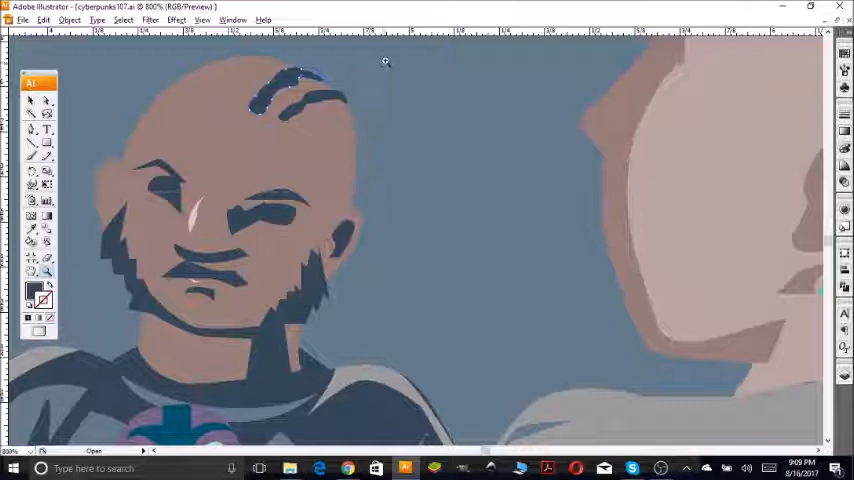 Adobe Illustrator - [cyberpunks107.ai @ 800% (RGB/Preview) ]
File Edit Object Type Select Filter Effect View Window Help
Ai
800% Open
Type here to search
9:09 PM
8/16/2017